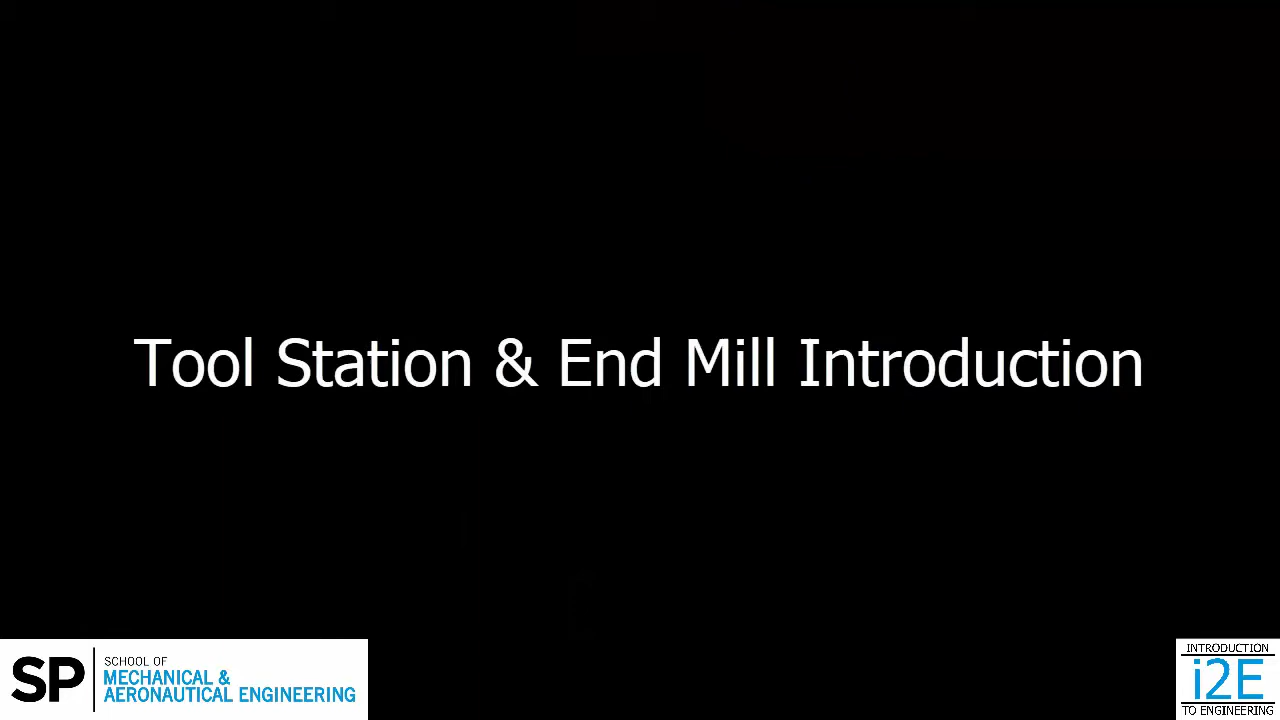 Tool Station & End Mill Introduction
SP
SCHOOL OF
MECHANICAL &
AERONAUTICAL ENGINEERING
INTRODUCTION
i2E
TO ENGINEERING